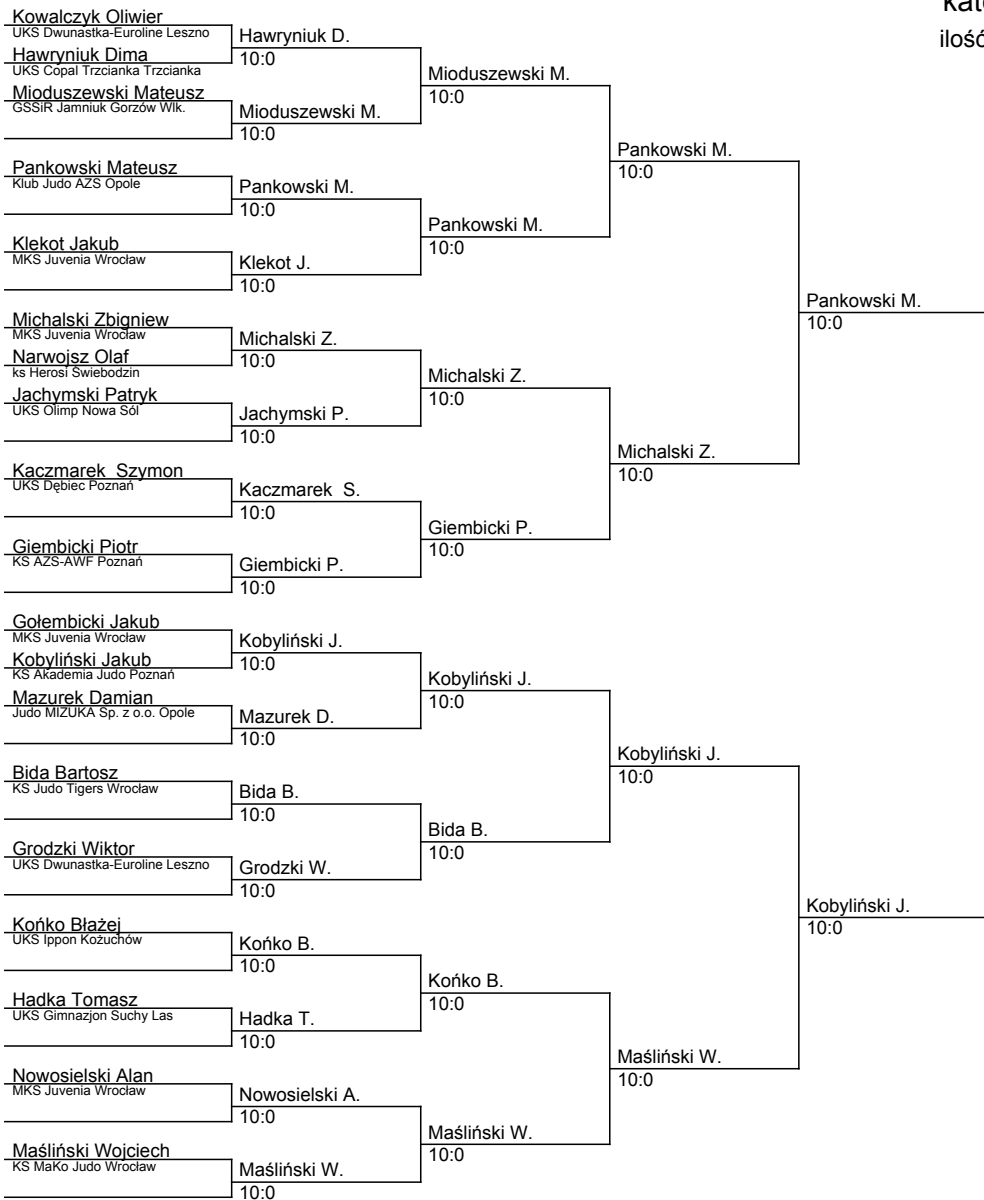 Kowalczyk Oliwier
UKS Dwunastka-Euroline Leszno
Hawryniuk Dima
UKS Copal Trzcianka Trzcianka
Mioduszewski Mateusz
GSSiR Jamniuk Gorzów Wlk.
Pankowski Mateusz
Klub Judo AZS Opole
Klekot Jakub
MKS Juvenia Wrocław
Michalski Zbigniew
MKS Juvenia Wrocław
Narwojsz Olaf
ks Herosi Świebodzin
Jachymski Patryk
UKS Olimp Nowa Sól
Kaczmarek Szymon
UKS Dębiec Poznań
Giembicki Piotr
KS AZS-AWF Poznań
Gołembicki Jakub
MKS Juvenia Wrocław
Kobyliński Jakub
KS Akademia Judo Poznań
Mazurek Damian
Judo MIZUKA Sp. z o.o. Opole
Bida Bartosz
KS Judo Tigers Wrocław
Grodzki Wiktor
UKS Dwunastka-Euroline Leszno
Końko Błażej
UKS Ippon Kożuchów
Hadka Tomasz
UKS Gimnazjon Suchy Las
Nowosielski Alan
MKS Juvenia Wrocław
Maśliński Wojciech
KS MaKo Judo Wrocław
Hawryniuk D.
10:0
Mioduszewski M.
10:0
Pankowski M.
10:0
Klekot J.
10:0
Michalski Z.
10:0
Jachymski P.
10:0
Kaczmarek S.
10:0
Giembicki P.
10:0
Kobyliński J.
10:0
Mazurek D.
10:0
Bida B.
10:0
Grodzki W.
10:0
Końko B.
10:0
Hadka T.
10:0
Nowosielski A.
10:0
Maśliński W.
10:0
Mioduszewski M.
10:0
Pankowski M.
10:0
Michalski Z.
10:0
Giembicki P.
10:0
Kobyliński J.
10:0
Bida B.
10:0
Końko B.
10:0
Maśliński W.
10:0
Pankowski M.
10:0
Michalski Z.
10:0
Kobyliński J.
10:0
Maśliński W.
10:0
Pankowski M.
10:0
Kobyliński J.
10:0
ilość